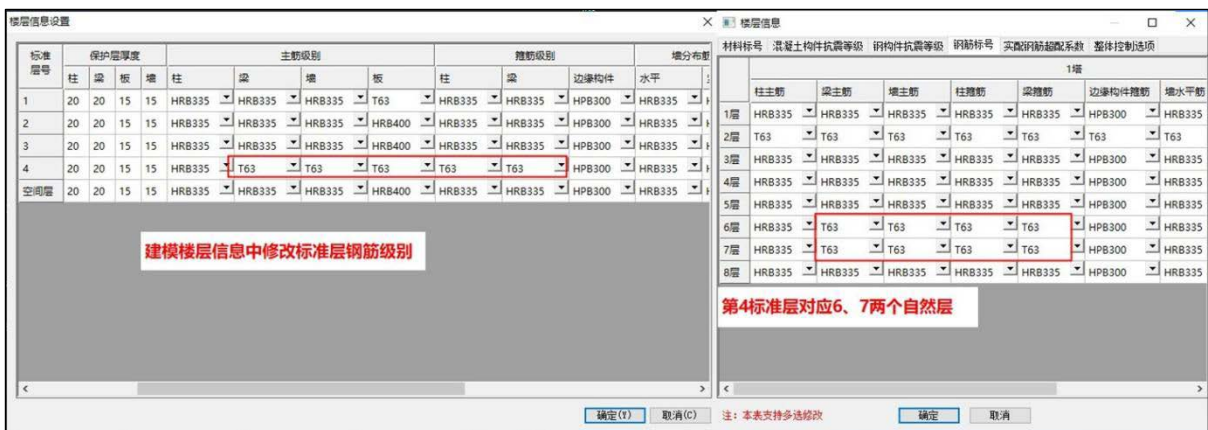 楼层信息设置
标准层号 保护层厚度 主筋级别 箍筋级别 墙分布筋
柱 梁 板 墙 柱 梁 墙 板 柱 梁 边缘构件 水平
1 20 20 15 15 HRB335 HRB335 HRB335 T63 HRB335 HRB335 HPB300 HRB335
2 20 20 15 15 HRB335 HRB335 HRB335 HRB400 HRB335 HRB335 HPB300 HRB335
3 20 20 15 15 HRB335 HRB335 HRB335 HRB400 HRB335 HRB335 HPB300 HRB335
4 20 20 15 15 HRB335 T63 T63 T63 T63 T63 HPB300 HRB335
空间层 20 20 15 15 HRB335 HRB335 HRB335 HRB400 HRB335 HRB335 HPB300 HRB335
建模楼层信息中修改标准层钢筋级别
确定(Y) 取消(C)
楼层信息
材料标号 混凝土构件抗震等级 钢构件抗震等级 钢筋标号 实配钢筋超配系数 整体控制选项
1塔
柱主筋 梁主筋 墙主筋 柱箍筋 梁箍筋 边缘构件箍筋 墙水平筋
1层 HRB335 HRB335 HRB335 HRB335 HRB335 HPB300 HRB335
2层 T63 T63 T63 T63 T63 T63 T63
3层 HRB335 HRB335 HRB335 HRB335 HRB335 HPB300 HRB335
4层 HRB335 HRB335 HRB335 HRB335 HRB335 HPB300 HRB335
5层 HRB335 HRB335 HRB335 HRB335 HRB335 HPB300 HRB335
6层 HRB335 T63 T63 T63 T63 HPB300 HRB335
7层 HRB335 T63 T63 T63 T63 HPB300 HRB335
8层 HRB335 HRB335 HRB335 HRB335 HRB335 HPB300 HRB335
第4标准层对应6、7两个自然层
注：本表支持多选修改 确定 取消